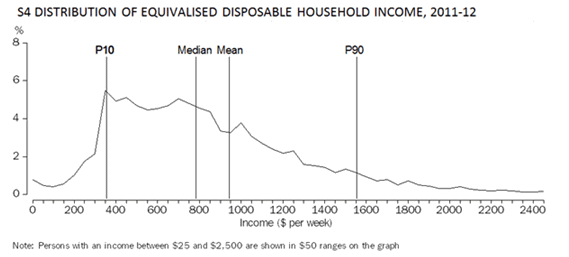 S4 DISTRIBUTION OF EQUIVALISED DISPOSABLE HOUSEHOLD INCOME, 2011-12
%
8
P10 Median Mean P90
6
4
2
0
0 200 400 600 800 1000 1200 1400 1600 1800 2000 2200 2400
Income ($ per week)
Note: Persons with an income between $25 and $2,500 are shown in $50 ranges on the graph